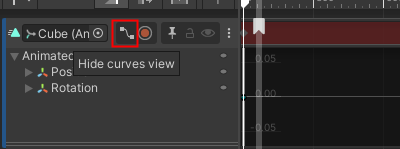 Cube (An
Animated
Pos
Hide curves view
Rotation
0.05
0.00
-0.05